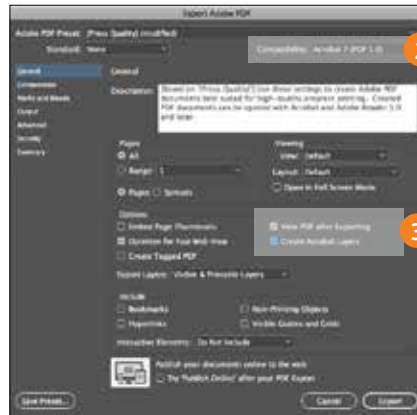 Export Adobe PDF
Adobe PDF Preset: [Press Quality] (modified)
Standard: None
Compatibility: Acrobat 7 (PDF 1.6)
General
Compression
Marks and Bleeds
Output
Advanced
Security
Summary
General
Description: [Based on '[Press Quality]'] Use these settings to create Adobe PDF
documents best suited for high-quality prepress printing. Created
PDF documents can be opened with Acrobat and Adobe Reader 5.0
and later.
Pages
All
Range: 1
Pages Spreads
Viewing
View: Default
Layout: Default
Open in Full Screen Mode
Options
Embed Page Thumbnails
Optimize for Fast Web View
Create Tagged PDF
View PDF after Exporting
Create Acrobat Layers
3
Export Layers: Visible & Printable Layers
Include
Bookmarks
Hyperlinks
Non-Printing Objects
Visible Guides and Grids
Interactive Elements: Do Not Include
Publish your documents online to the web
Try 'Publish Online' after your PDF Export
Save Preset...
Cancel
Export